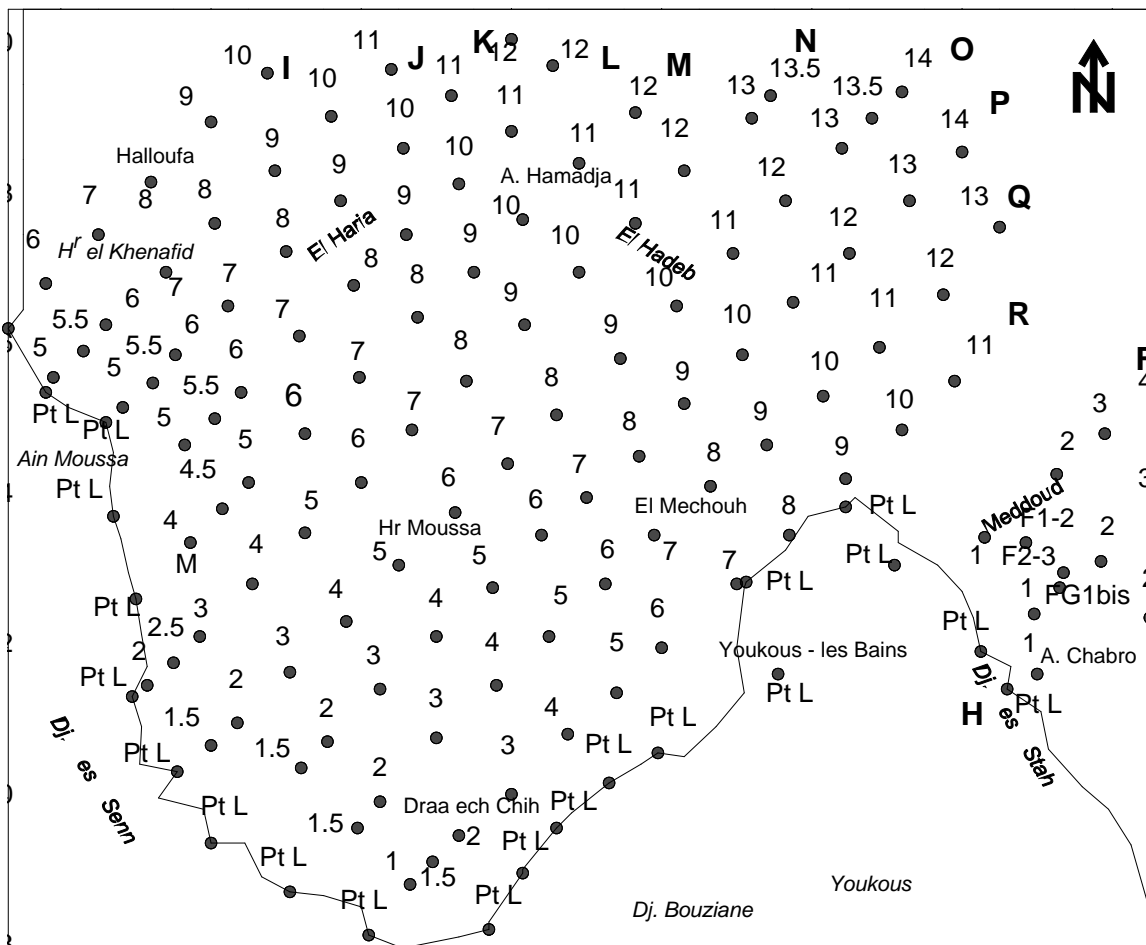 11 K 12 12 L M N O 14
10 I J 11 13 13.5 13.5 P
10 N
9 10 11 12 13 14
Halloufa 9 9 10 11 12 12 13 13
A. Hamadja
7 8 8 9 10 11 11 12 Q
H<sup>r</sup> el Khenafid 8 El Haria 9 10 El Hadeb
6 7 7 8 8 10 11 12
5.5 6 7 9 10 11 R
5 5.5 6 6 8 9 11
5 5.5 7 8 9 10 10 3
Pt L Pt L 5 6 7 7 8 9 9 2
Ain Moussa 4.5 5 6 7 8
Pt L 4 5 6 6 El Mechouh 8 Pt L Meddoud
Hr Moussa F1-2
M 4 5 5 6 7 7 Pt L Pt L 1 F2-3 2
Pt L 3 4 4 5 6 1 FG1bis
2.5 3 3 4 5 Youkous - les Bains Pt L 1 A. Chabro
2 Pt L Pt L Pt L
Dj. es Senn 1.5 2 2 3 4 Pt L H Dj. es Stah
Pt L 1.5 2 3 Pt L
Pt L 1.5 Draa ech Chih Pt L
Pt L 1 1.5 2 Pt L
Pt L Pt L Youkous
Dj. Bouziane